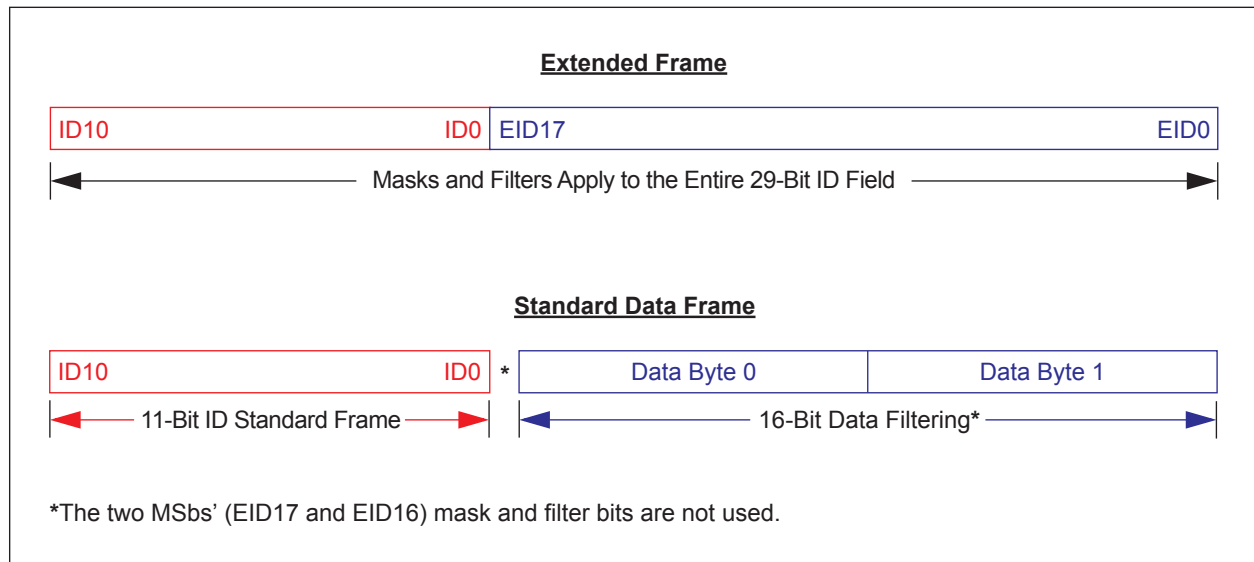 Extended Frame
ID10 ID0 EID17 EID0
Masks and Filters Apply to the Entire 29-Bit ID Field
Standard Data Frame
ID10 ID0 * Data Byte 0 Data Byte 1
11-Bit ID Standard Frame 16-Bit Data Filtering*
*The two MSbs’ (EID17 and EID16) mask and filter bits are not used.